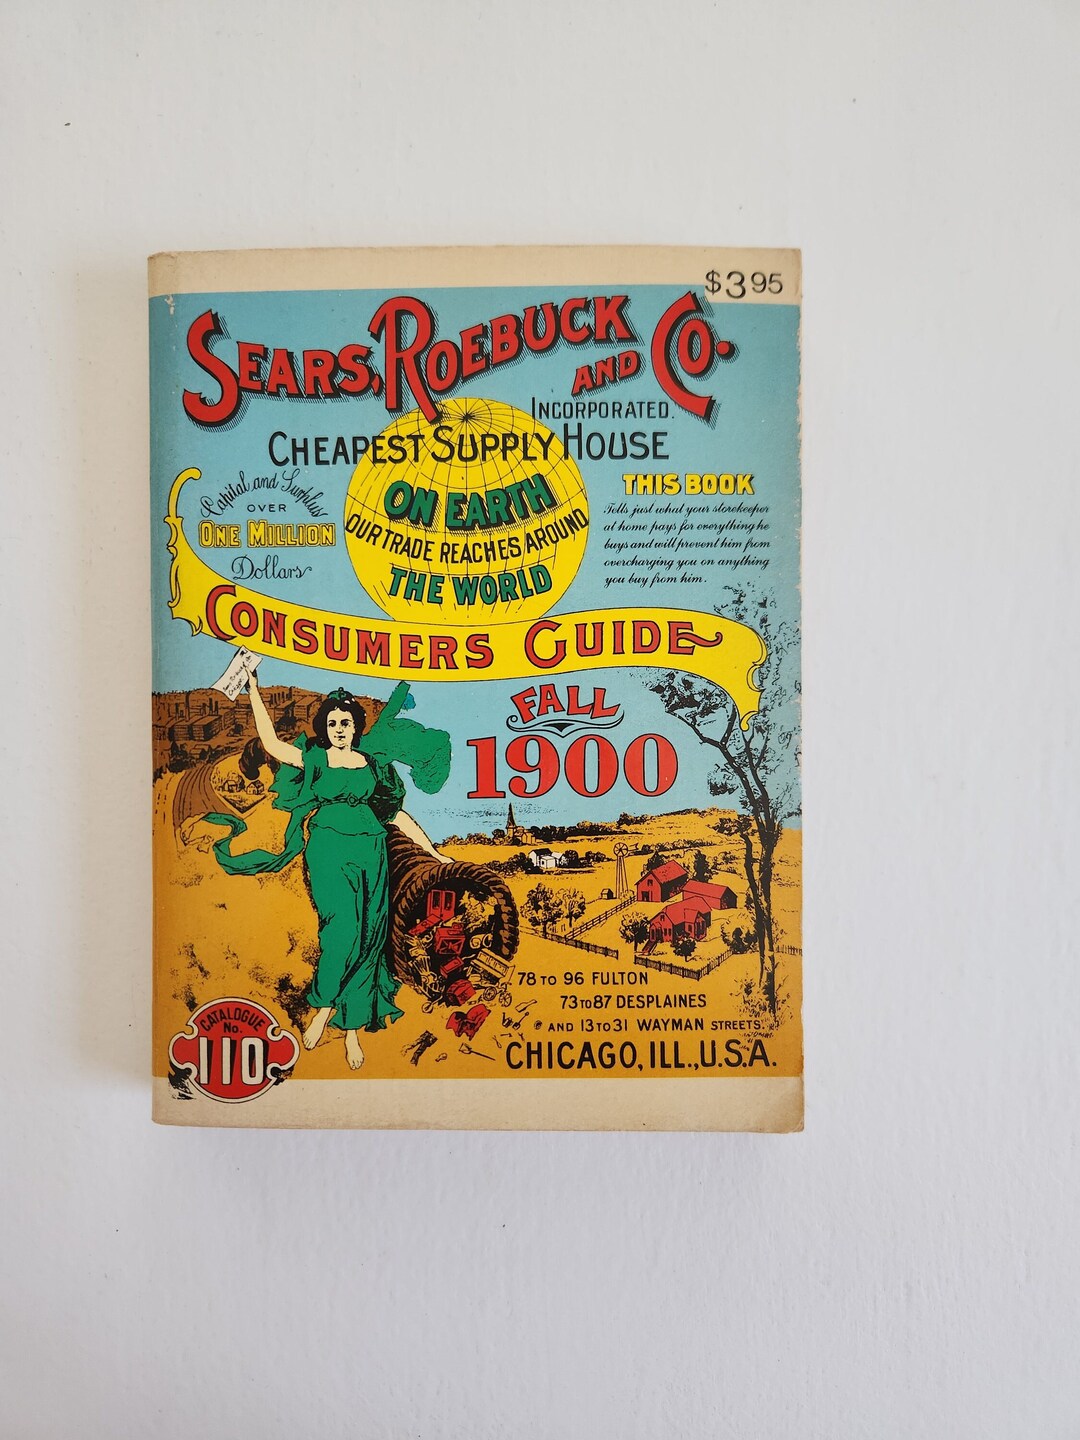 $3.95
SEARS, ROEBUCK AND CO.
INCORPORATED.
CHEAPEST SUPPLY HOUSE
ON EARTH
OUR TRADE REACHES AROUND
THE WORLD
Capital and Surplus
OVER
ONE MILLION
Dollars
THIS BOOK
Tells just what your storekeeper
at home pays for everything he
buys and will prevent him from
overcharging you on anything
you buy from him.
CONSUMERS GUIDE
FALL
1900
78 TO 96 FULTON
73 TO 87 DESPLAINES
AND 13 TO 31 WAYMAN STREETS.
CHICAGO, ILL., U.S.A.
CATALOGUE
No.
110